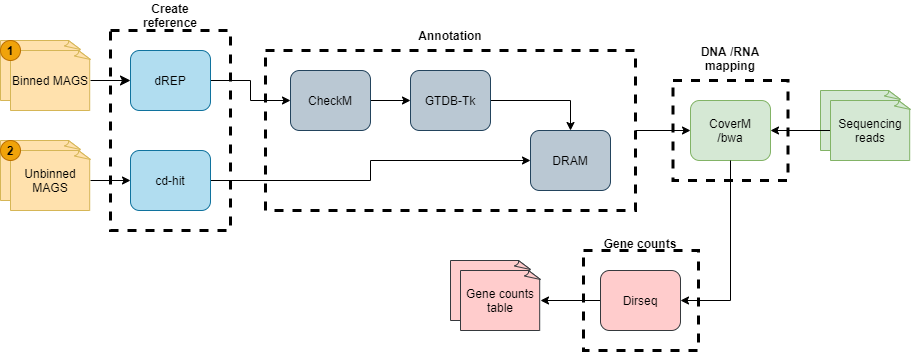 Create
reference
Annotation
DNA /RNA
mapping
1
Binned MAGS
dREP
CheckM
GTDB-Tk
CoverM
/bwa
Sequencing
reads
2
Unbinned
MAGS
cd-hit
DRAM
Gene counts
Gene counts
table
Dirseq